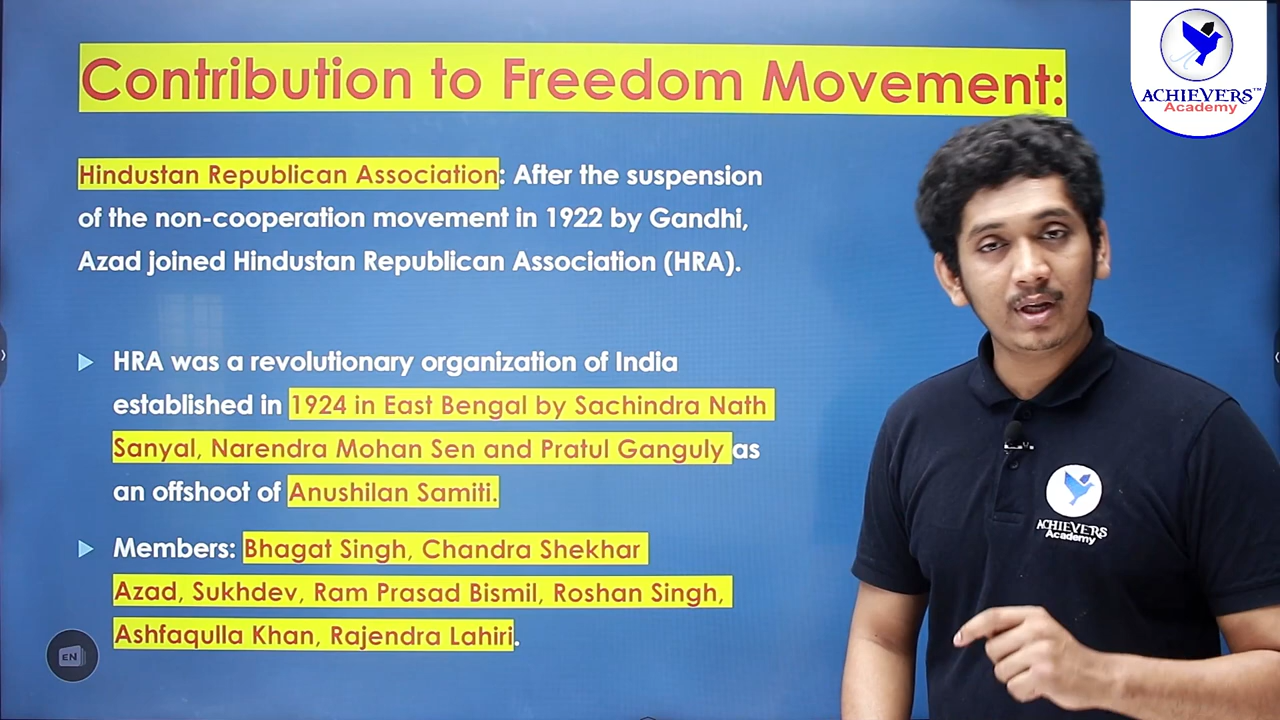 Contribution to Freedom Movement:
ACHIEVERS™
Academy
Hindustan Republican Association: After the suspension
of the non-cooperation movement in 1922 by Gandhi,
Azad joined Hindustan Republican Association (HRA).
HRA was a revolutionary organization of India
established in 1924 in East Bengal by Sachindra Nath
Sanyal, Narendra Mohan Sen and Pratul Ganguly as
an offshoot of Anushilan Samiti.
Members: Bhagat Singh, Chandra Shekhar
Azad, Sukhdev, Ram Prasad Bismil, Roshan Singh,
Ashfaqulla Khan, Rajendra Lahiri.
EN
ACHIEVERS
Academy